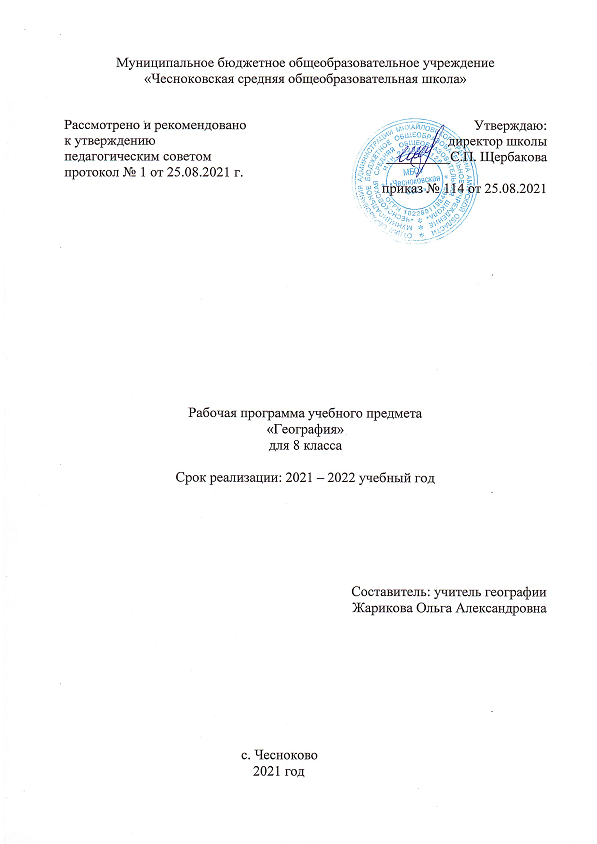 Муниципальное бюджетное общеобразовательное учреждение
«Чесноковская средняя общеобразовательная школа»
Рассмотрено и рекомендовано
к утверждению
педагогическим советом
протокол № 1 от 25.08.2021 г.
Утверждаю:
директор школы
С.П. Щербакова
приказ № 114 от 25.08.2021
МБОУ
«Чесноковская
Рабочая программа учебного предмета
«География»
для 8 класса
Срок реализации: 2021 – 2022 учебный год
Составитель: учитель географии
Жарикова Ольга Александровна
с. Чесноково
2021 год